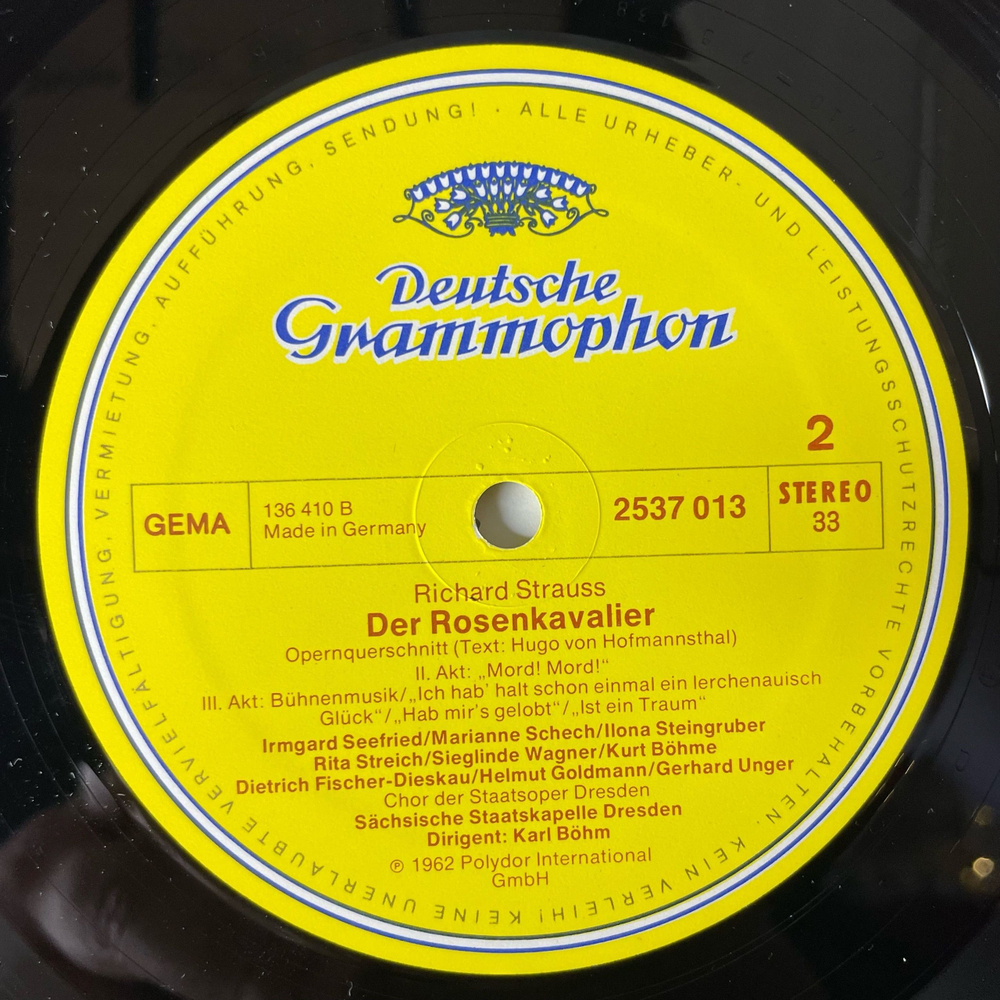 ALLE URHEBER- UND LEISTUNGSSCHUTZRECHTE VORBEHALTEN. KEIN VERLEIH! KEINE UNERLAUBTE VERVIELFÄLTIGUNG, VERMIETUNG, AUFFÜHRUNG, SENDUNG! ·
Deutsche
Grammophon
2
GEMA
136 410 B
Made in Germany
2537 013
STEREO
33
Richard Strauss
Der Rosenkavalier
Opernquerschnitt (Text: Hugo von Hofmannsthal)
II. Akt: „Mord! Mord!“
III. Akt: Bühnenmusik/„Ich hab’ halt schon einmal ein lerchenauisch
Glück“/„Hab mir’s gelobt“/„Ist ein Traum“
Irmgard Seefried/Marianne Schech/Ilona Steingruber
Rita Streich/Sieglinde Wagner/Kurt Böhme
Dietrich Fischer-Dieskau/Helmut Goldmann/Gerhard Unger
Chor der Staatsoper Dresden
Sächsische Staatskapelle Dresden
Dirigent: Karl Böhm
℗ 1962 Polydor International
GmbH